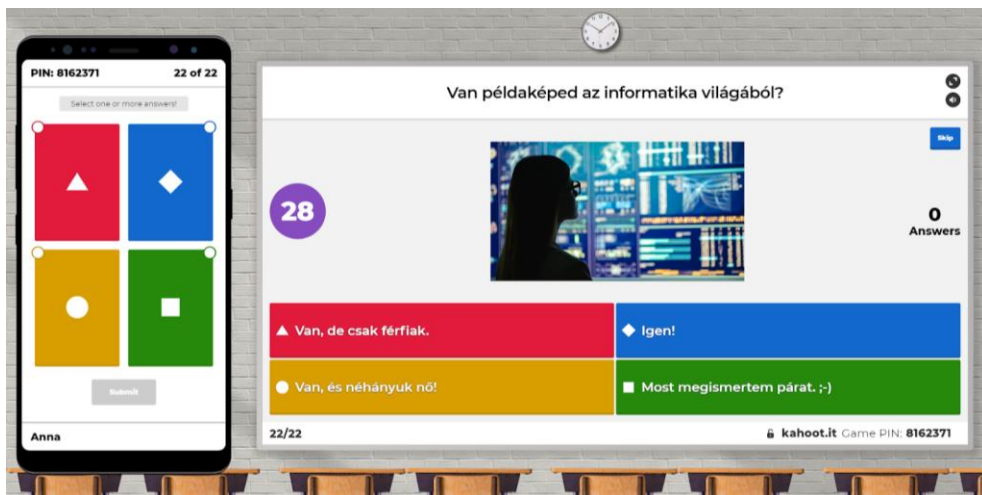 PIN: 8162371 22 of 22
Select one or more answers!
Submit
Anna
Van példaképed az informatika világából?
Skip
28
0
Answers
Van, de csak férfiak.
Igen!
Van, és néhányuk nő!
Most megismertem párat. ;-)
22/22
kahoot.it Game PIN: 8162371